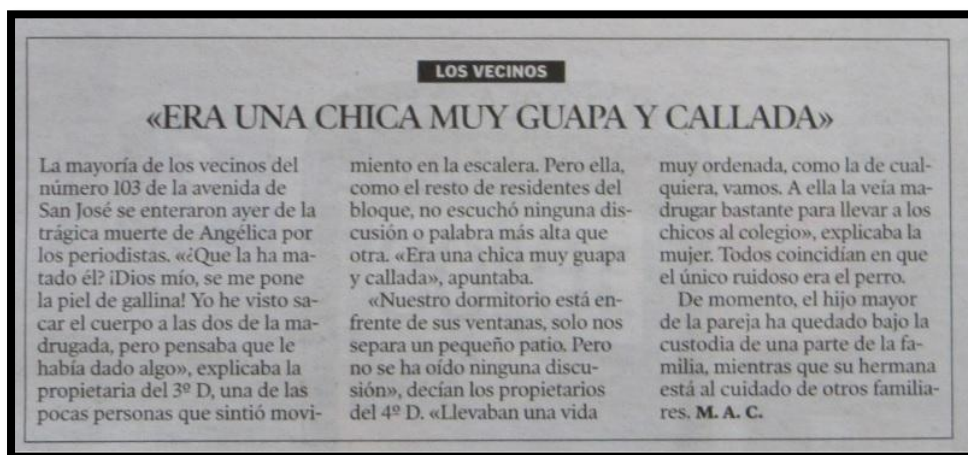 LOS VECINOS
«ERA UNA CHICA MUY GUAPA Y CALLADA»
La mayoría de los vecinos del
número 103 de la avenida de
San José se enteraron ayer de la
trágica muerte de Angélica por
los periodistas. «¿Que la ha ma-
tado él? ¡Dios mío, se me pone
la piel de gallina! Yo he visto sa-
car el cuerpo a las dos de la ma-
drugada, pero pensaba que le
había dado algo», explicaba la
propietaria del 3º D, una de las
pocas personas que sintió movi-
miento en la escalera. Pero ella,
como el resto de residentes del
bloque, no escuchó ninguna dis-
cusión o palabra más alta que
otra. «Era una chica muy guapa
y callada», apuntaba.
«Nuestro dormitorio está en-
frente de sus ventanas, solo nos
separa un pequeño patio. Pero
no se ha oído ninguna discu-
sión», decían los propietarios
del 4º D. «Llevaban una vida
muy ordenada, como la de cual-
quiera, vamos. A ella la veía ma-
drugar bastante para llevar a los
chicos al colegio», explicaba la
mujer. Todos coincidían en que
el único ruidoso era el perro.
De momento, el hijo mayor
de la pareja ha quedado bajo la
custodia de una parte de la fa-
milia, mientras que su hermana
está al cuidado de otros familia-
res. M. A. C.